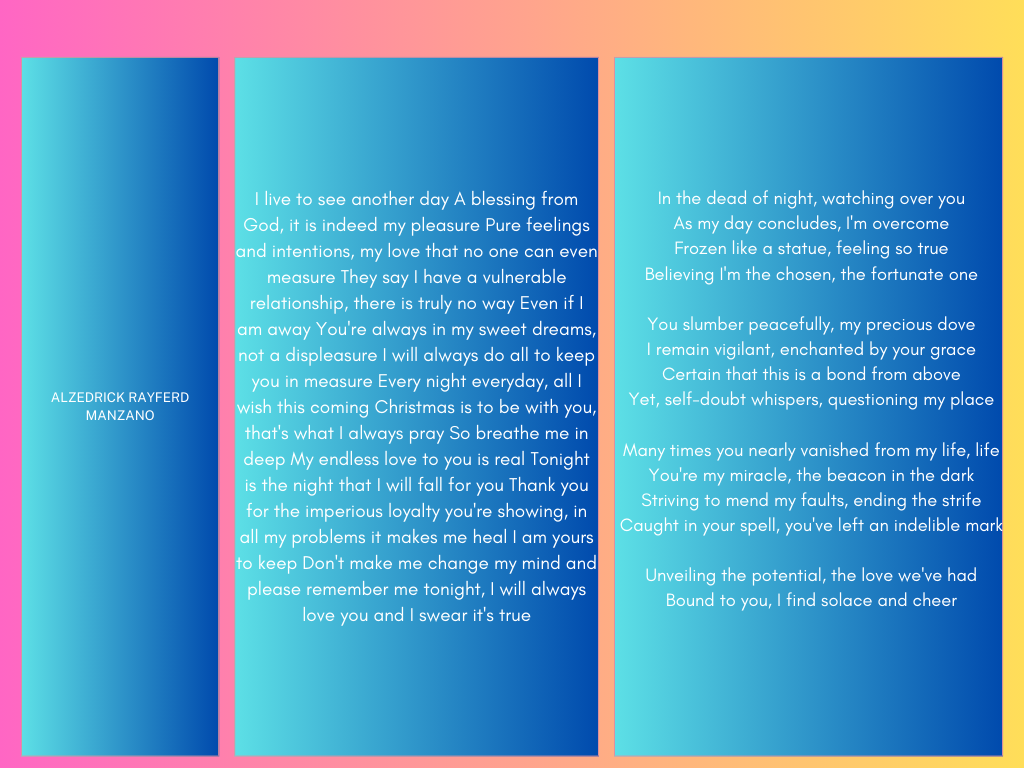 ALZEDRICK RAYFERD
MANZANO
I live to see another day A blessing from
God, it is indeed my pleasure Pure feelings
and intentions, my love that no one can even
measure They say I have a vulnerable
relationship, there is truly no way Even if I
am away You're always in my sweet dreams,
not a displeasure I will always do all to keep
you in measure Every night everyday, all I
wish this coming Christmas is to be with you,
that's what I always pray So breathe me in
deep My endless love to you is real Tonight
is the night that I will fall for you Thank you
for the imperious loyalty you're showing, in
all my problems it makes me heal I am yours
to keep Don't make me change my mind and
please remember me tonight, I will always
love you and I swear it's true
In the dead of night, watching over you
As my day concludes, I'm overcome
Frozen like a statue, feeling so true
Believing I'm the chosen, the fortunate one
You slumber peacefully, my precious dove
I remain vigilant, enchanted by your grace
Certain that this is a bond from above
Yet, self-doubt whispers, questioning my place
Many times you nearly vanished from my life, life
You're my miracle, the beacon in the dark
Striving to mend my faults, ending the strife
Caught in your spell, you've left an indelible mark
Unveiling the potential, the love we've had
Bound to you, I find solace and cheer